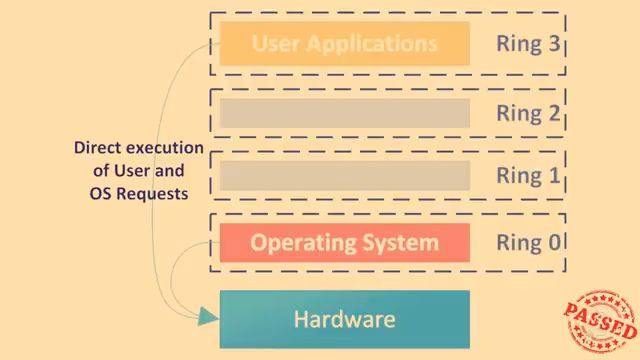 User Applications Ring 3
Ring 2
Direct execution
of User and
OS Requests
Ring 1
Operating System Ring 0
Hardware
PASSED